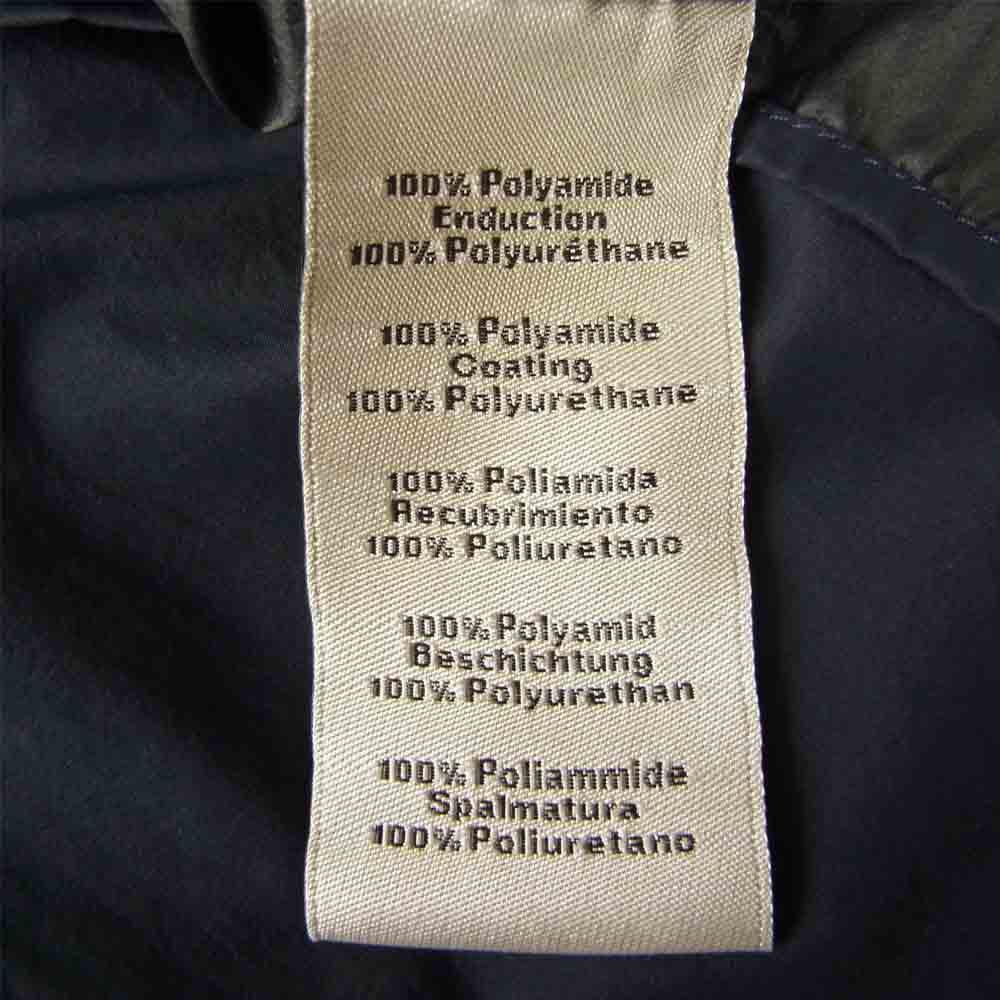 100% Polyamide
Enduction
100% Polyuréthane
100% Polyamide
Coating
100% Polyurethane
100% Poliamida
Recubrimiento
100% Poliuretano
100% Polyamid
Beschichtung
100% Polyurethan
100% Poliammide
Spalmatura
100% Poliuretano